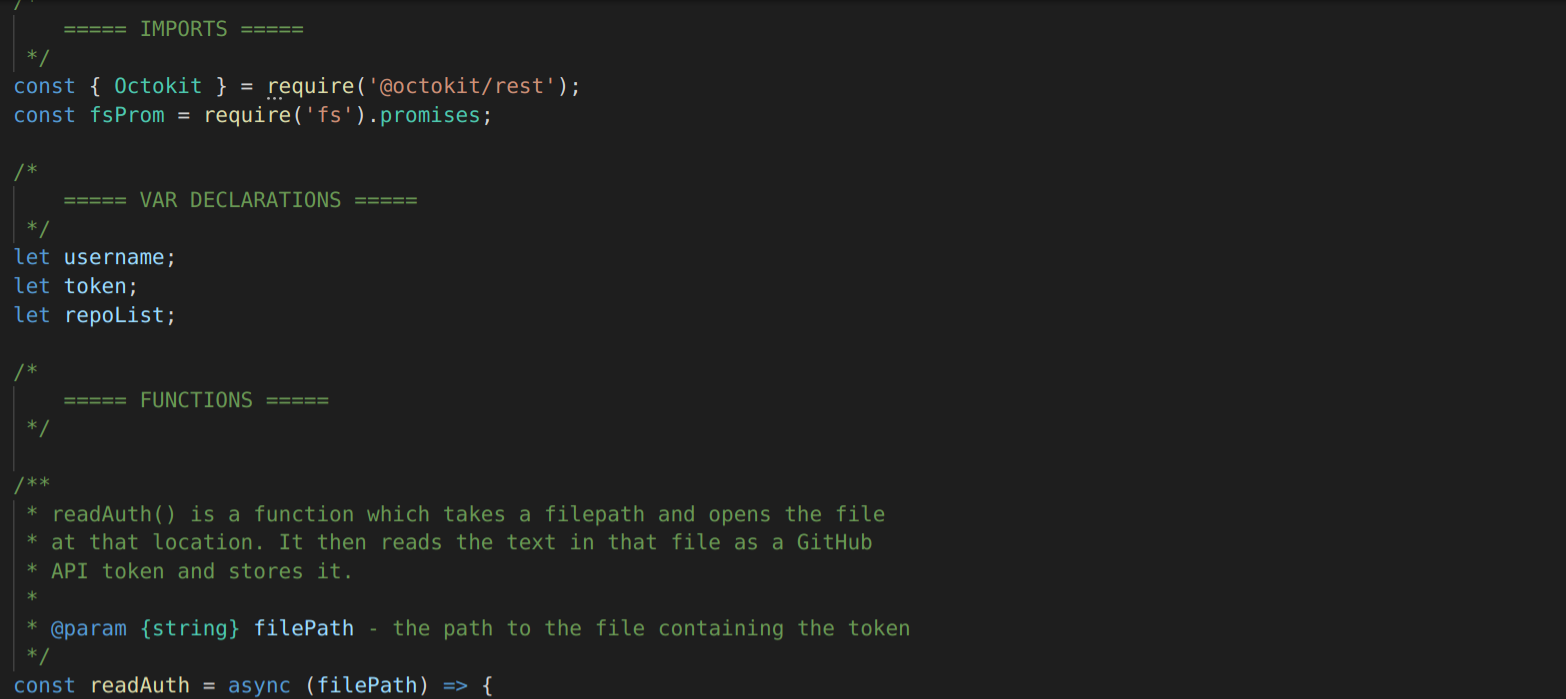 /*
    ===== IMPORTS =====
 */
const { Octokit } = require('@octokit/rest');
const fsProm = require('fs').promises;

/*
    ===== VAR DECLARATIONS =====
 */
let username;
let token;
let repoList;

/*
    ===== FUNCTIONS =====
 */

/**
 * readAuth() is a function which takes a filepath and opens the file
 * at that location. It then reads the text in that file as a GitHub
 * API token and stores it.
 *
 * @param {string} filePath - the path to the file containing the token
 */
const readAuth = async (filePath) => {